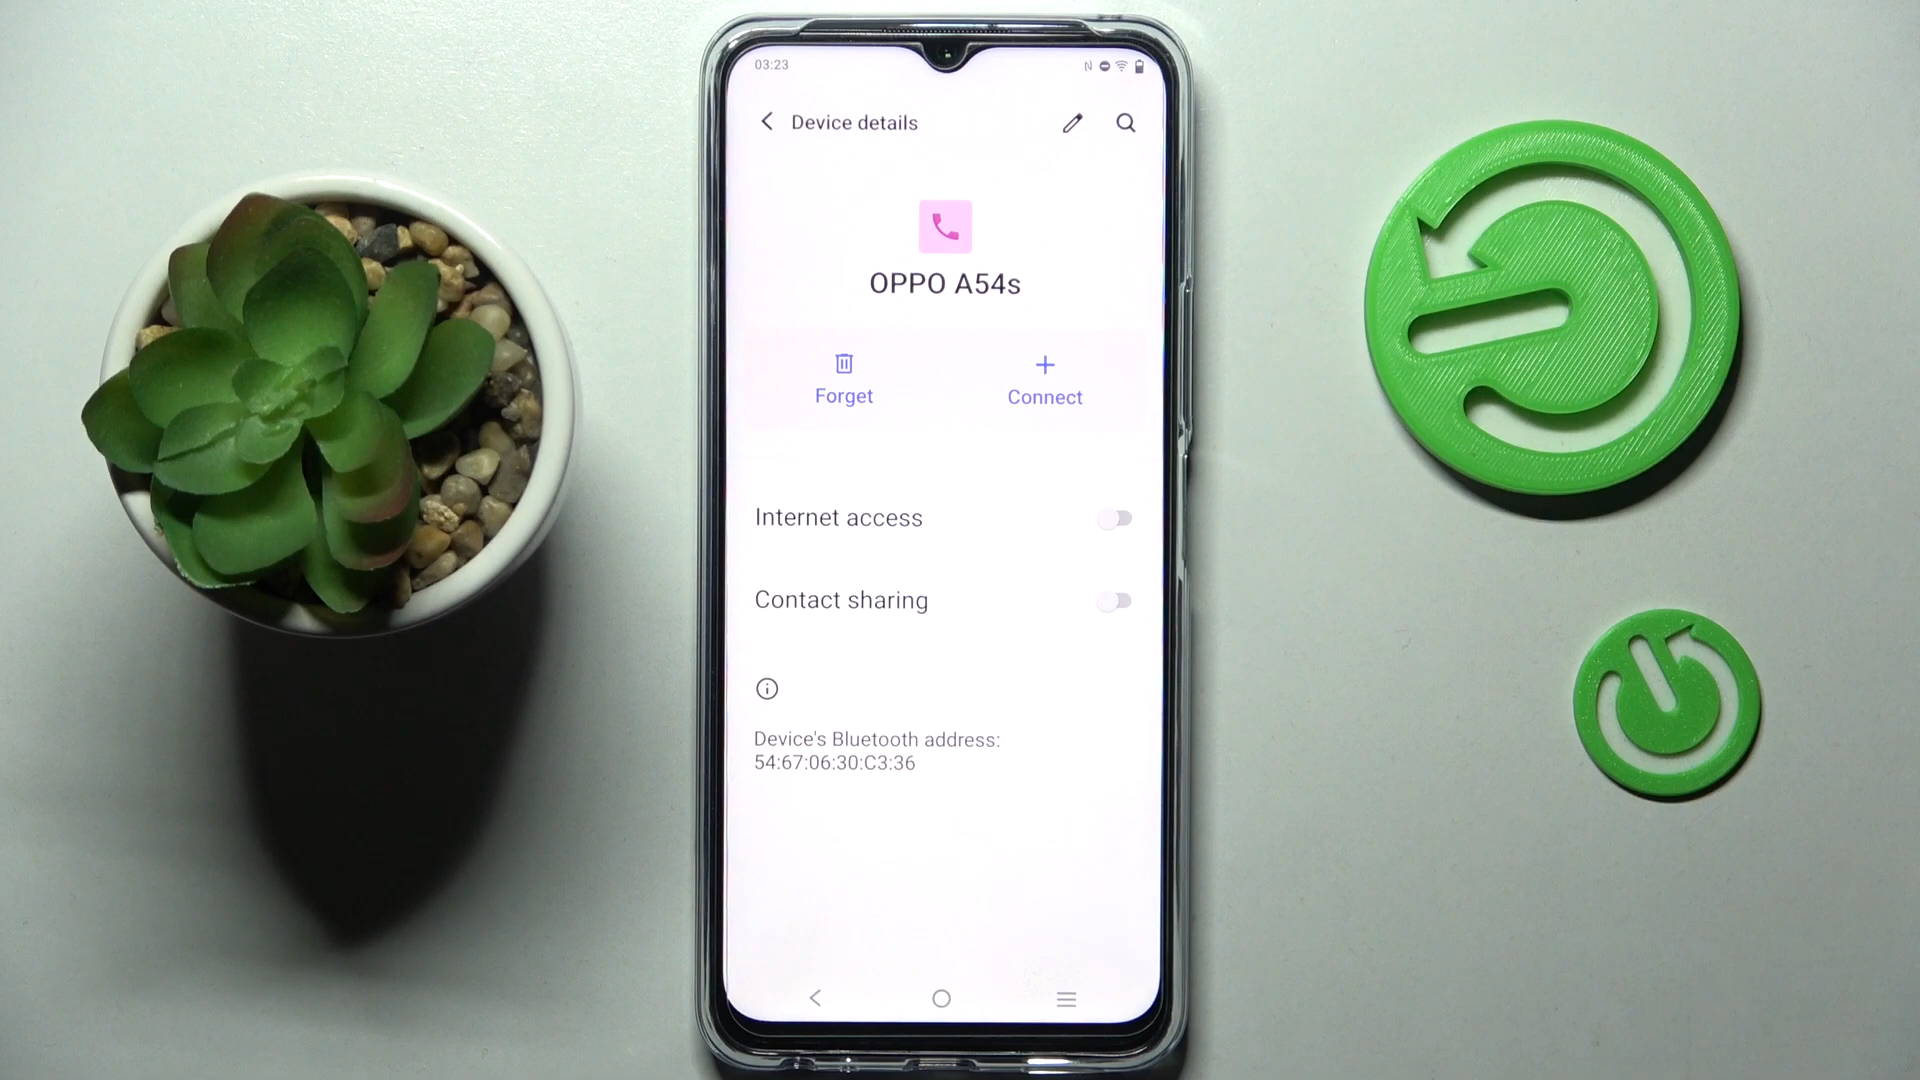 03:23
Device details
OPPO A54s
Forget
Connect
Internet access
Contact sharing
Device's Bluetooth address:
54:67:06:30:C3:36